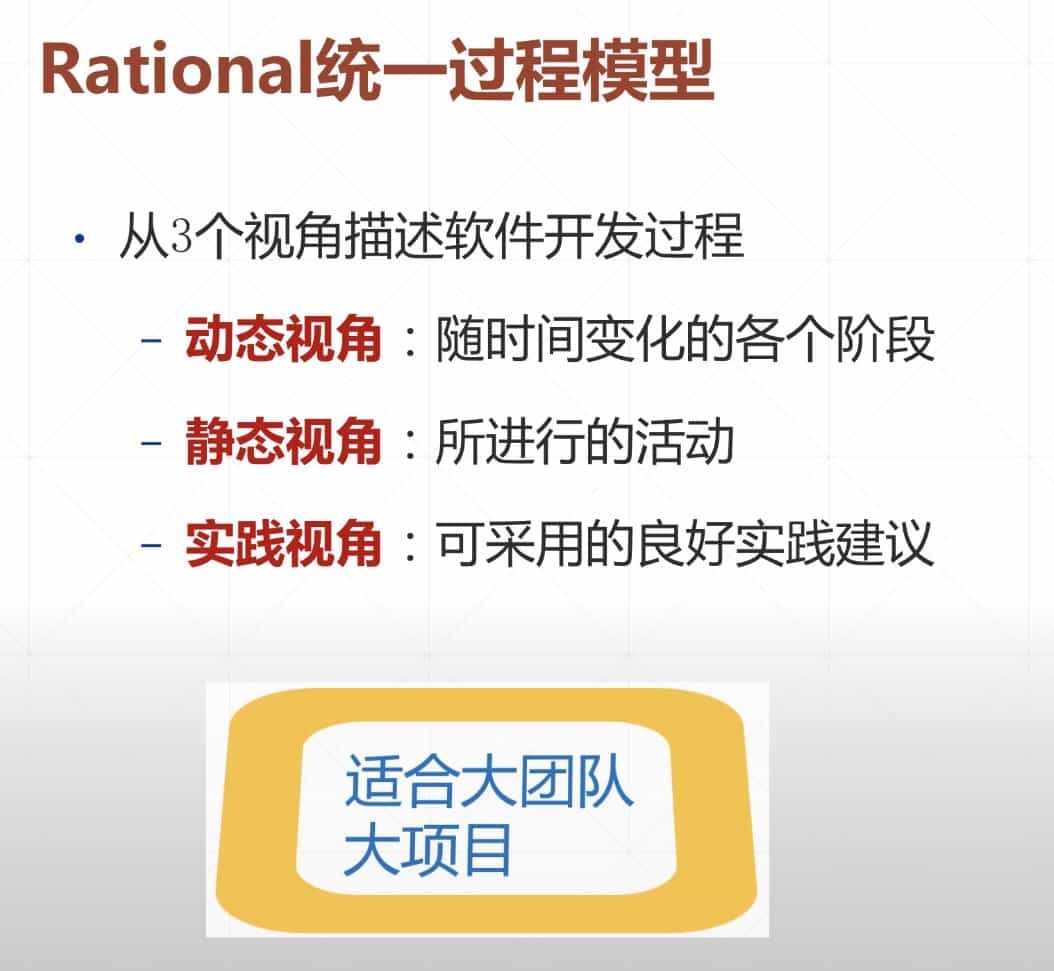 Rational统一过程模型
• 从3个视角描述软件开发过程
– 动态视角：随时间变化的各个阶段
– 静态视角：所进行的活动
– 实践视角：可采用的良好实践建议
适合大团队
大项目